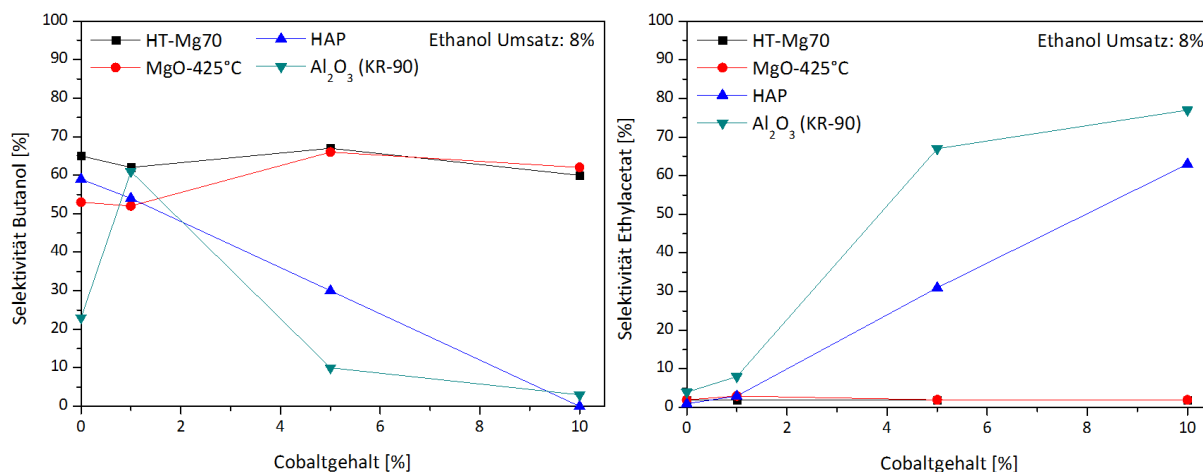 100
90
80
70
60
50
40
30
20
10
0
Selektivität Butanol [%]
HT-Mg70
HAP
Ethanol Umsatz: 8%
MgO-425°C
Al2O3 (KR-90)
0 2 4 6 8 10
Cobaltgehalt [%]
100
90
80
70
60
50
40
30
20
10
0
Selektivität Ethylacetat [%]
HT-Mg70
Ethanol Umsatz: 8%
MgO-425°C
HAP
Al2O3 (KR-90)
0 2 4 6 8 10
Cobaltgehalt [%]